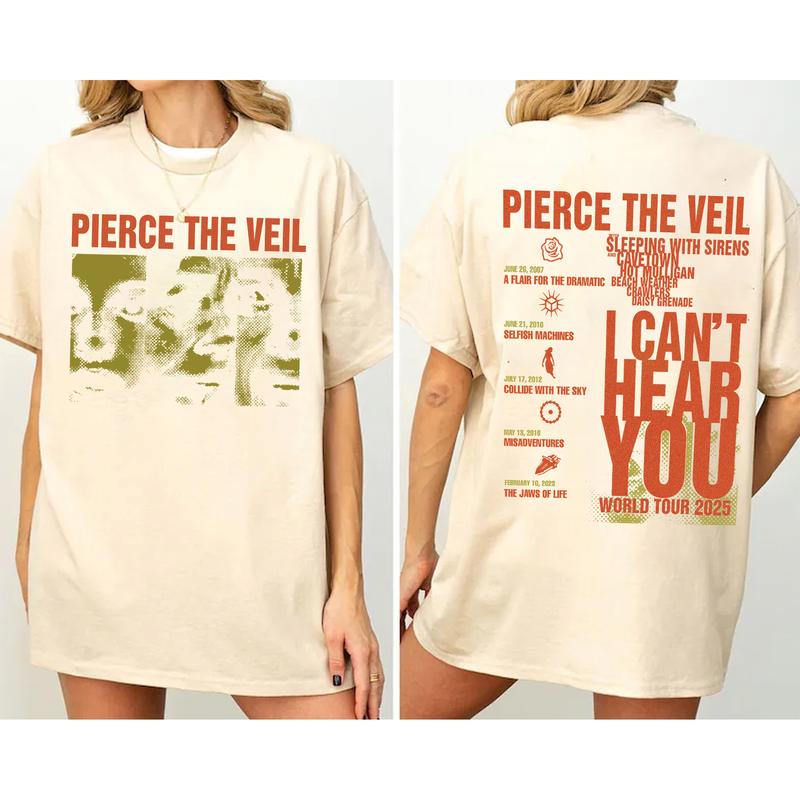 PIERCE THE VEIL
PIERCE THE VEIL
WITH
SLEEPING WITH SIRENS
AND CAVETOWN
HOT MULLIGAN
BEACH WEATHER
CRAWLERS
DAISY GRENADE
JUNE 26, 2007
A FLAIR FOR THE DRAMATIC
JUNE 21, 2010
SELFISH MACHINES
JULY 17, 2012
COLLIDE WITH THE SKY
MAY 13, 2016
MISADVENTURES
FEBRUARY 10, 2023
THE JAWS OF LIFE
I CAN'T
HEAR
YOU
WORLD TOUR 2025